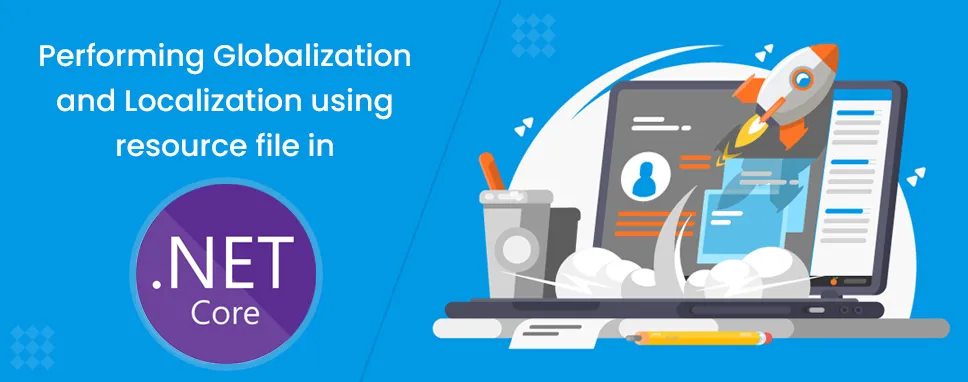 Performing Globalization
and Localization using
resource file in
.NET
Core